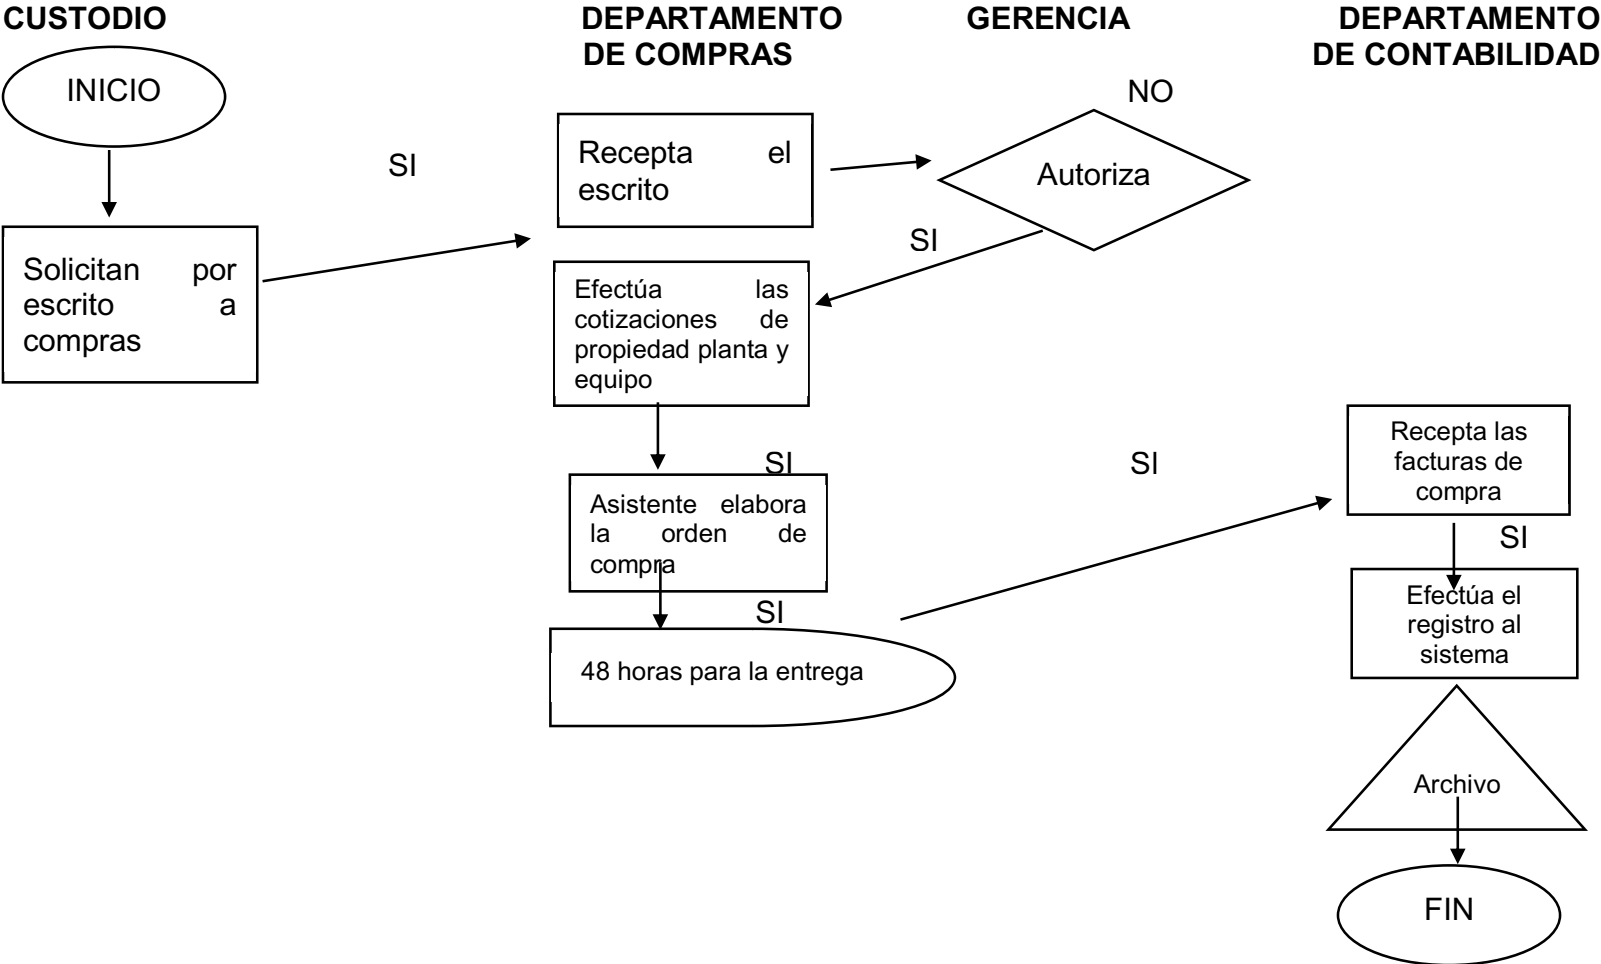 CUSTODIO
DEPARTAMENTO
DE COMPRAS
GERENCIA
DEPARTAMENTO
DE CONTABILIDAD
INICIO
NO
SI
Recepta el
escrito
Autoriza
SI
Solicitan por
escrito a
compras
Efectúa las
cotizaciones de
propiedad planta y
equipo
SI
Asistente elabora
la orden de
compra
SI
48 horas para la entrega
SI
Recepta las
facturas de
compra
SI
Efectúa el
registro al
sistema
Archivo
FIN